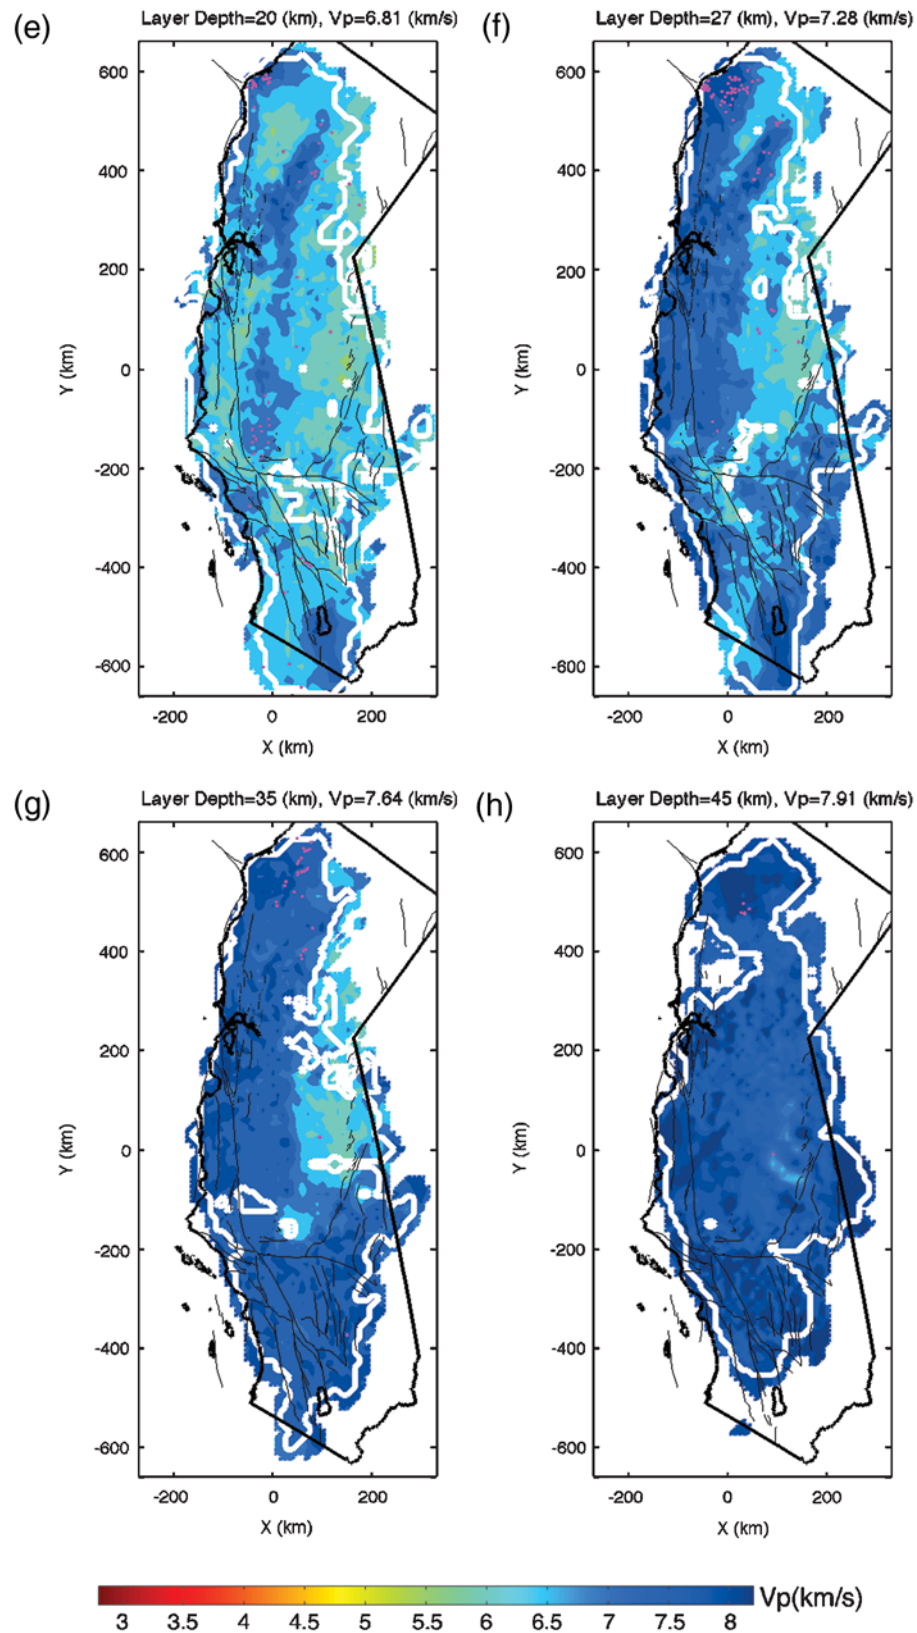 (e) Layer Depth=20 (km), Vp=6.81 (km/s)
600
400
200
0
-200
-400
-600
Y (km)
-200 0 200
X (km)
(f) Layer Depth=27 (km), Vp=7.28 (km/s)
600
400
200
0
-200
-400
-600
Y (km)
-200 0 200
X (km)
(g) Layer Depth=35 (km), Vp=7.64 (km/s)
600
400
200
0
-200
-400
-600
Y (km)
-200 0 200
X (km)
(h) Layer Depth=45 (km), Vp=7.91 (km/s)
600
400
200
0
-200
-400
-600
Y (km)
-200 0 200
X (km)
3 3.5 4 4.5 5 5.5 6 6.5 7 7.5 8 Vp(km/s)